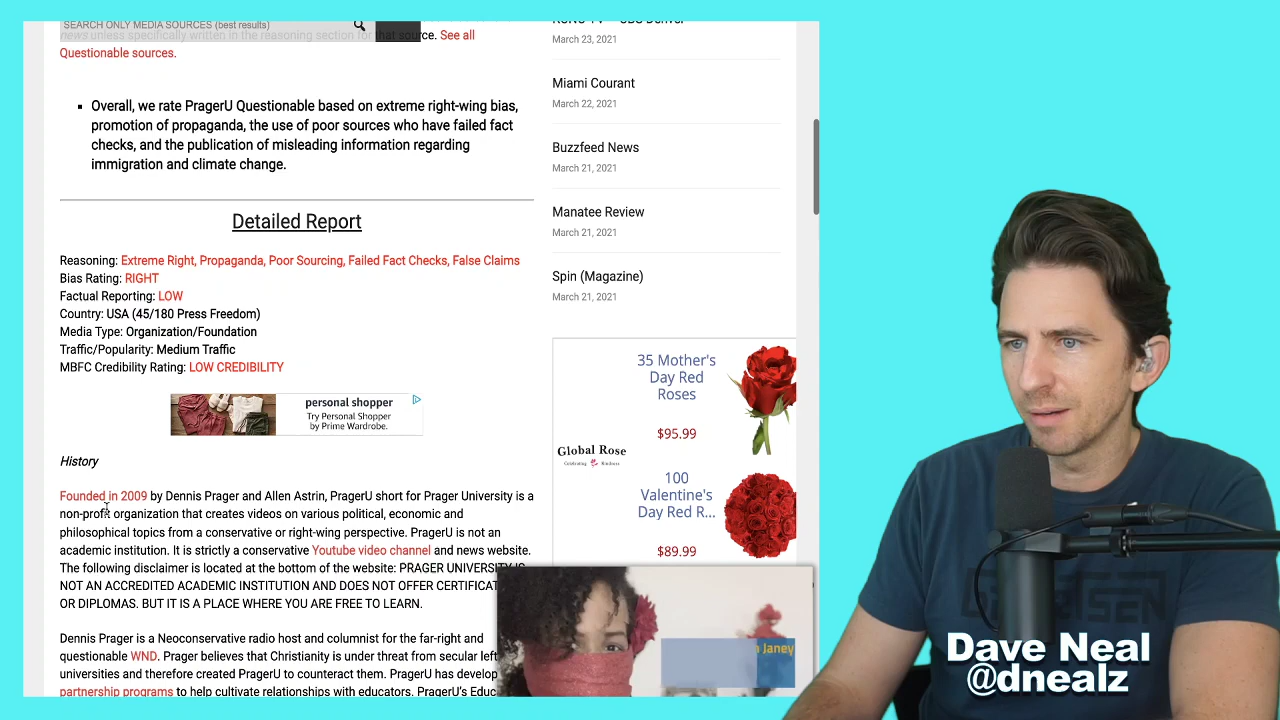 SEARCH ONLY MEDIA SOURCES (best results)
news unless specifically written in the reasoning section for that source. See all
Questionable sources.
Overall, we rate PragerU Questionable based on extreme right-wing bias,
promotion of propaganda, the use of poor sources who have failed fact
checks, and the publication of misleading information regarding
immigration and climate change.
Detailed Report
Reasoning: Extreme Right, Propaganda, Poor Sourcing, Failed Fact Checks, False Claims
Bias Rating: RIGHT
Factual Reporting: LOW
Country: USA (45/180 Press Freedom)
Media Type: Organization/Foundation
Traffic/Popularity: Medium Traffic
MBFC Credibility Rating: LOW CREDIBILITY
personal shopper
Try Personal Shopper
by Prime Wardrobe.
History
Founded in 2009 by Dennis Prager and Allen Astrin, PragerU short for Prager University is a
non-profit organization that creates videos on various political, economic and
philosophical topics from a conservative or right-wing perspective. PragerU is not an
academic institution. It is strictly a conservative Youtube video channel and news website.
The following disclaimer is located at the bottom of the website: PRAGER UNIVERSITY IS
NOT AN ACCREDITED ACADEMIC INSTITUTION AND DOES NOT OFFER CERTIFICAT
OR DIPLOMAS. BUT IT IS A PLACE WHERE YOU ARE FREE TO LEARN.
Dennis Prager is a Neoconservative radio host and columnist for the far-right and
questionable WND. Prager believes that Christianity is under threat from secular left
universities and therefore created PragerU to counteract them. PragerU has develop
partnership programs to help cultivate relationships with educators. PragerU's Educ
March 23, 2021
Miami Courant
March 22, 2021
Buzzfeed News
March 21, 2021
Manatee Review
March 21, 2021
Spin (Magazine)
March 21, 2021
35 Mother's
Day Red
Roses
$95.99
Global Rose
Celebrating Kindness
100
Valentine's
Day Red R...
$89.99
Janey
Dave Neal
@dnealz